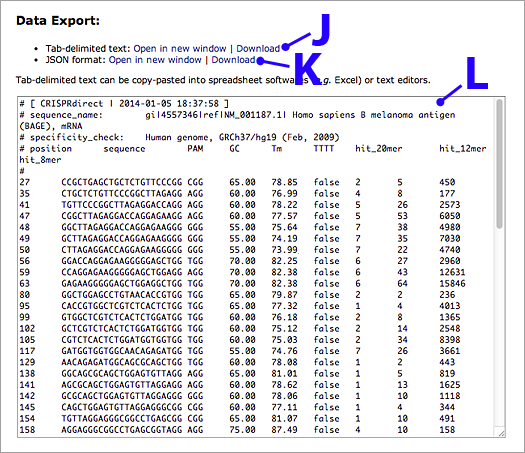 Data Export:
J
• Tab-delimited text: Open in new window | Download
• JSON format: Open in new window | Download
K
Tab-delimited text can be copy-pasted into spreadsheet softwares (e.g. Excel) or text editors.
L
# [ CRISPRdirect | 2014-01-05 18:37:58 ]
# sequence_name: gi|4557346|ref|NM_001187.1| Homo sapiens B melanoma antigen
(BAGE), mRNA
# specificity_check: Human genome, GRCh37/hg19 (Feb, 2009)
# position sequence PAM GC Tm TTTT hit_20mer hit_12mer
hit_8mer
#
27 CCGCTGAGCTGCTCTGTTCCCGG CGG 65.00 78.85 false 2 5 450
35 CTGCTCTGTTCCCGGCTTAGAGG AGG 60.00 76.99 false 4 8 177
41 TGTTCCCGGCTTAGAGGACCAGG AGG 60.00 78.22 false 5 26 2573
47 CGGCTTAGAGGACCAGGAGAAGG AGG 60.00 77.57 false 5 53 6050
48 GGCTTAGAGGACCAGGAGAAGGG GGG 60.00 75.64 false 7 38 4980
49 GCTTAGAGGACCAGGAGAAGGGG GGG 55.00 74.19 false 7 35 7030
50 CTTAGAGGACCAGGAGAAGGGGG GGG 55.00 73.99 false 7 22 4740
56 GGACCAGGAGAAGGGGGAGCTGG TGG 70.00 82.25 false 6 27 2960
59 CCAGGAGAAGGGGGAGCTGGAGG AGG 70.00 82.38 false 6 43 12631
63 GAGAAGGGGGAGCTGGAGGCTGG TGG 70.00 82.38 false 6 64 15846
80 GGCTGGAGCCTGTAACACCGTGG TGG 65.00 79.87 false 2 2 236
95 CACCGTGGCTCGTCTCACTCTGG TGG 65.00 77.32 false 1 4 4013
99 GTGGCTCGTCTCACTCTGGATGG TGG 60.00 76.18 false 2 8 1365
102 GCTCGTCTCACTCTGGATGGTGG TGG 60.00 75.12 false 2 14 2548
105 CGTCTCACTCTGGATGGTGGTGG TGG 60.00 75.03 false 2 34 8398
117 GATGGTGGTGGCAACAGAGATGG TGG 55.00 74.76 false 7 26 3661
129 AACAGAGATGGCAGCGCAGCTGG TGG 60.00 78.08 false 1 2 443
138 GGCAGCGCAGCTGGAGTGTTAGG AGG 65.00 81.01 false 1 5 819
141 AGCGCAGCTGGAGTGTTAGGAGG AGG 60.00 78.62 false 1 13 1625
142 GCGCAGCTGGAGTGTTAGGAGGG GGG 60.00 78.06 false 1 10 1118
145 CAGCTGGAGTGTTAGGAGGGCGG CGG 60.00 77.11 false 1 4 344
154 TGTTAGGAGGGCGGCCTGAGCGG CGG 65.00 81.07 false 1 10 491
158 AGGAGGGCGGCCTGAGCGGTAGG AGG 75.00 87.49 false 4 10 158